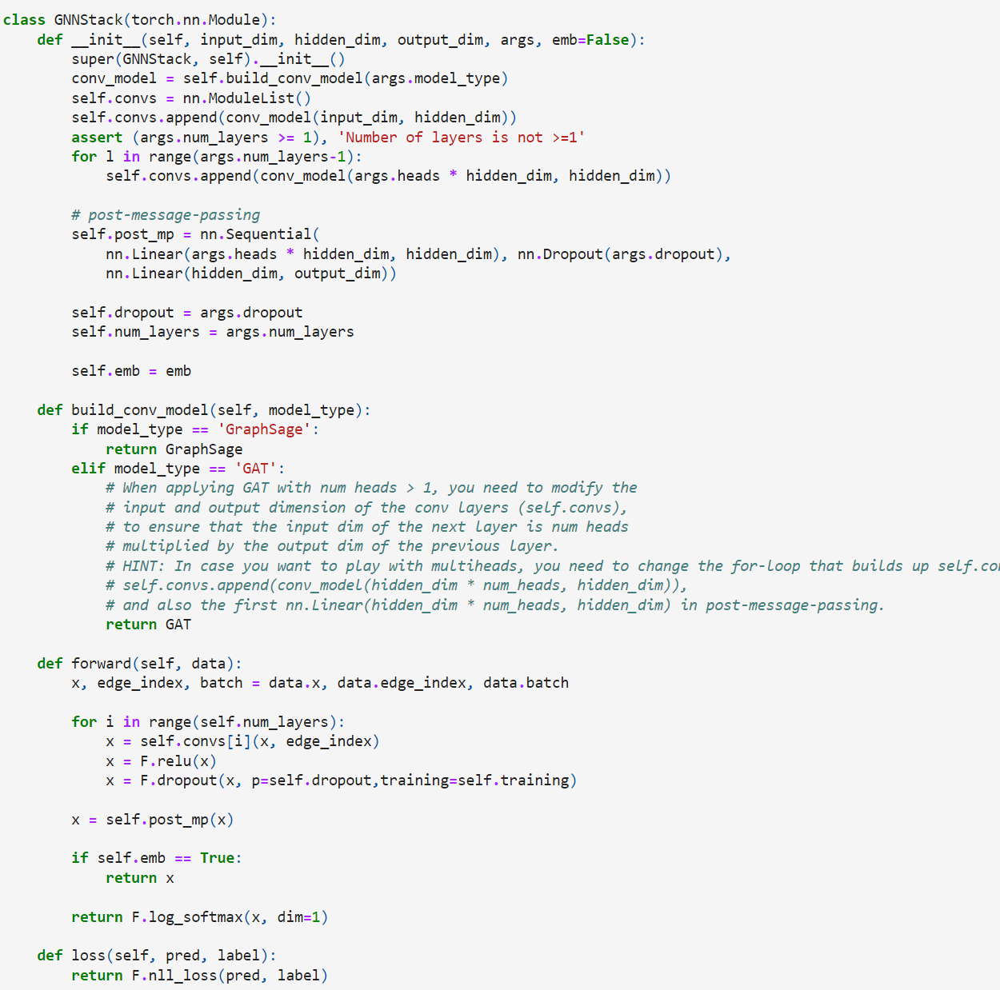 class GNNStack(torch.nn.Module):
    def __init__(self, input_dim, hidden_dim, output_dim, args, emb=False):
        super(GNNStack, self).__init__()
        conv_model = self.build_conv_model(args.model_type)
        self.convs = nn.ModuleList()
        self.convs.append(conv_model(input_dim, hidden_dim))
        assert (args.num_layers >= 1), 'Number of layers is not >=1'
        for l in range(args.num_layers-1):
            self.convs.append(conv_model(args.heads * hidden_dim, hidden_dim))

        # post-message-passing
        self.post_mp = nn.Sequential(
            nn.Linear(args.heads * hidden_dim, hidden_dim), nn.Dropout(args.dropout),
            nn.Linear(hidden_dim, output_dim))

        self.dropout = args.dropout
        self.num_layers = args.num_layers

        self.emb = emb

    def build_conv_model(self, model_type):
        if model_type == 'GraphSage':
            return GraphSage
        elif model_type == 'GAT':
            # When applying GAT with num heads > 1, you need to modify the
            # input and output dimension of the conv layers (self.convs),
            # to ensure that the input dim of the next layer is num heads
            # multiplied by the output dim of the previous layer.
            # HINT: In case you want to play with multiheads, you need to change the for-loop that builds up
            # self.convs.append(conv_model(hidden_dim * num_heads, hidden_dim)),
            # and also the first nn.Linear(hidden_dim * num_heads, hidden_dim) in post-message-passing.
            return GAT

    def forward(self, data):
        x, edge_index, batch = data.x, data.edge_index, data.batch

        for i in range(self.num_layers):
            x = self.convs[i](x, edge_index)
            x = F.relu(x)
            x = F.dropout(x, p=self.dropout,training=self.training)

        x = self.post_mp(x)

        if self.emb == True:
            return x

        return F.log_softmax(x, dim=1)

    def loss(self, pred, label):
        return F.nll_loss(pred, label)